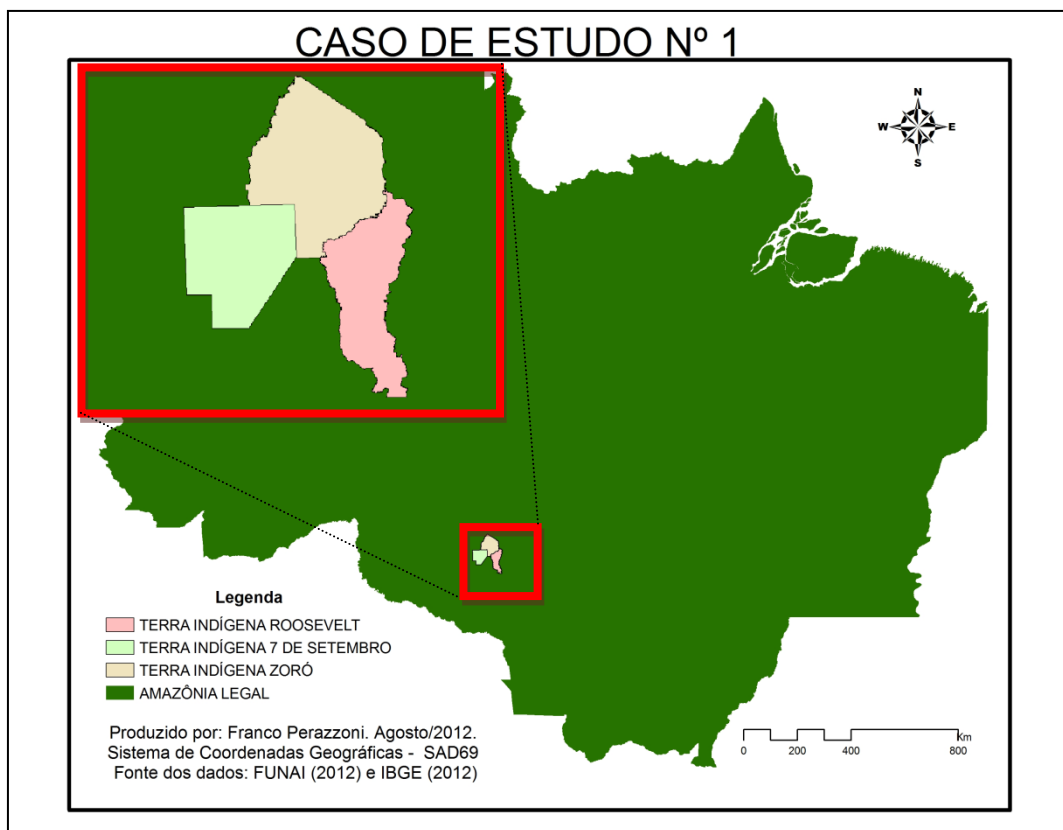 CASO DE ESTUDO Nº 1
N
W
E
S
Legenda
TERRA INDÍGENA ROOSEVELT
TERRA INDÍGENA 7 DE SETEMBRO
TERRA INDÍGENA ZORÓ
AMAZÔNIA LEGAL
Produzido por: Franco Perazzoni. Agosto/2012.
Sistema de Coordenadas Geográficas - SAD69
Fonte dos dados: FUNAI (2012) e IBGE (2012)
Km
0 200 400 800